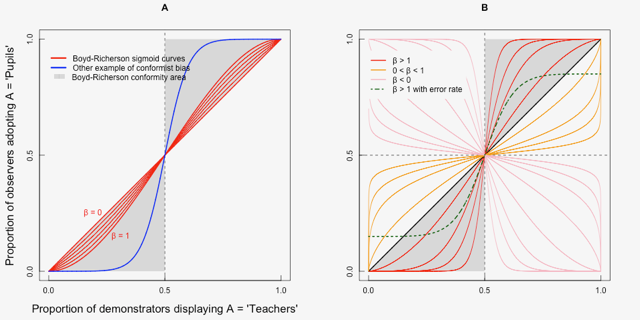 A
B
Proportion of observers adopting A = 'Pupils'
1.0
0.5
0.0
Boyd-Richerson sigmoid curves
Other example of conformist bias
Boyd-Richerson conformity area
β = 0
β = 1
0.0
0.5
1.0
1.0
0.5
0.0
β > 1
0 < β < 1
β < 0
β > 1 with error rate
0.0
0.5
1.0
Proportion of demonstrators displaying A = 'Teachers'